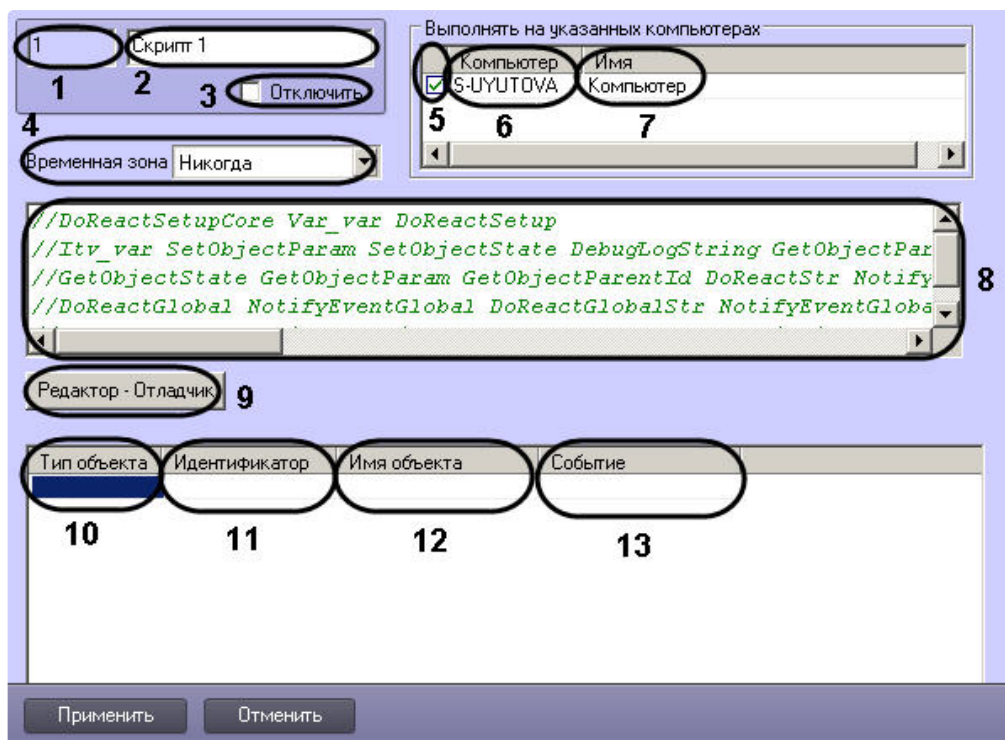 Выполнять на указанных компьютерах
1 Скрипт 1
Компьютер Имя
S-UYUTOVA Компьютер
1 2 3 Отключить
5 6 7
4
Временная зона Никогда
//DoReactSetupCore Var_var DoReactSetup
//Itv_var SetObjectParam SetObjectState DebugLogString GetObjectPar
//GetObjectState GetObjectParam GetObjectParentId DoReactStr Notify
8
//DoReactGlobal NotifyEventGlobal DoReactGlobalStr NotifyEventGloba
Редактор - Отладчик 9
Тип объекта Идентификатор Имя объекта Событие
10 11 12 13
Применить Отменить